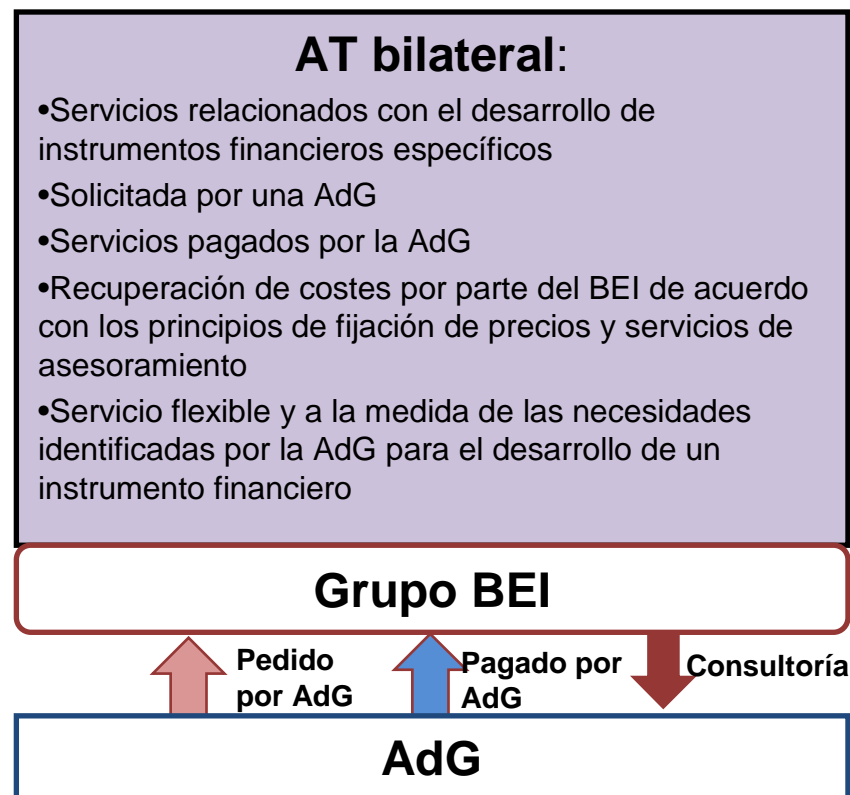 AT bilateral:
•Servicios relacionados con el desarrollo de
instrumentos financieros específicos
•Solicitada por una AdG
•Servicios pagados por la AdG
•Recuperación de costes por parte del BEI de acuerdo
con los principios de fijación de precios y servicios de
asesoramiento
•Servicio flexible y a la medida de las necesidades
identificadas por la AdG para el desarrollo de un
instrumento financiero
Grupo BEI
Pedido
por AdG
Pagado por
AdG
Consultoría
AdG